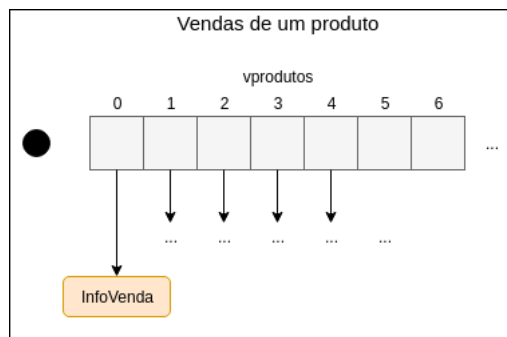 Vendas de um produto
vprodutos
0 1 2 3 4 5 6
...
... ... ... ... ...
InfoVenda